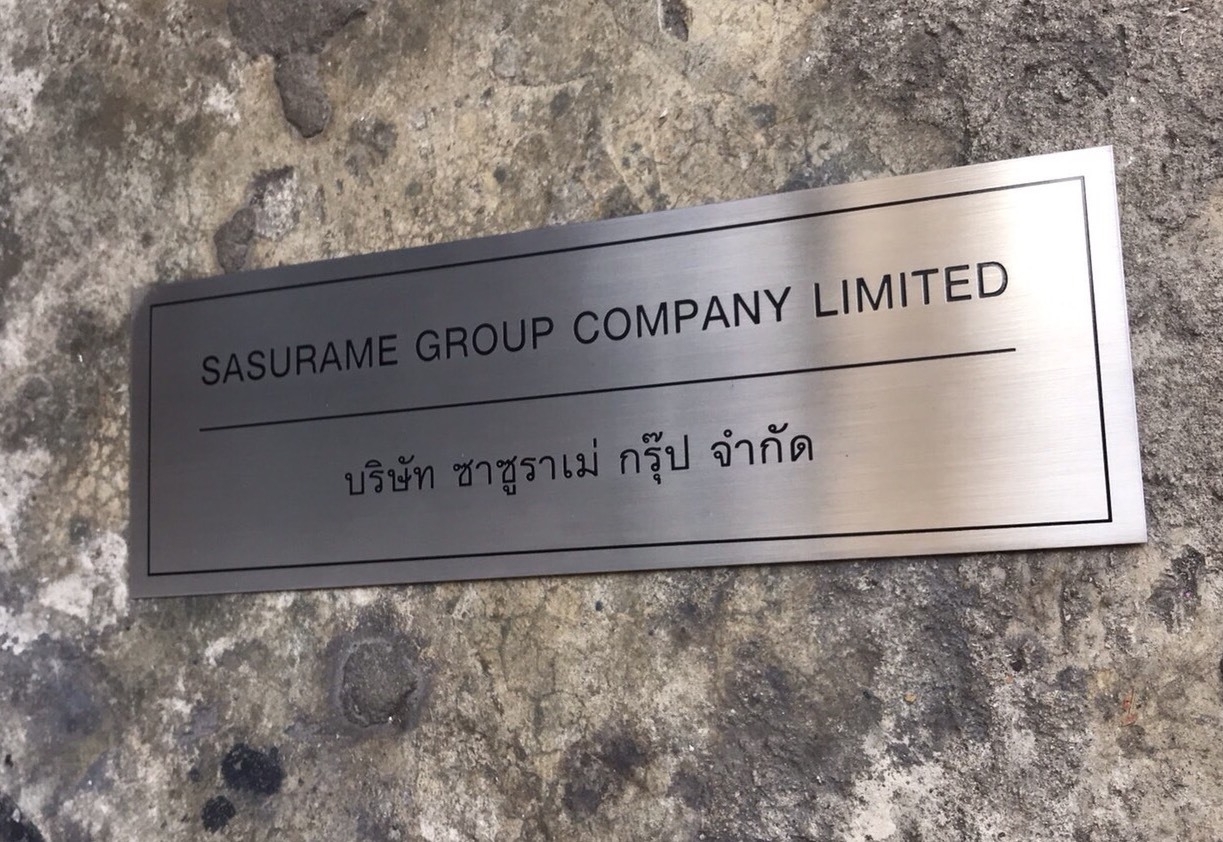 SASURAME GROUP COMPANY LIMITED
บริษัท ซาซูราเม่ กรุ๊ป จำกัด